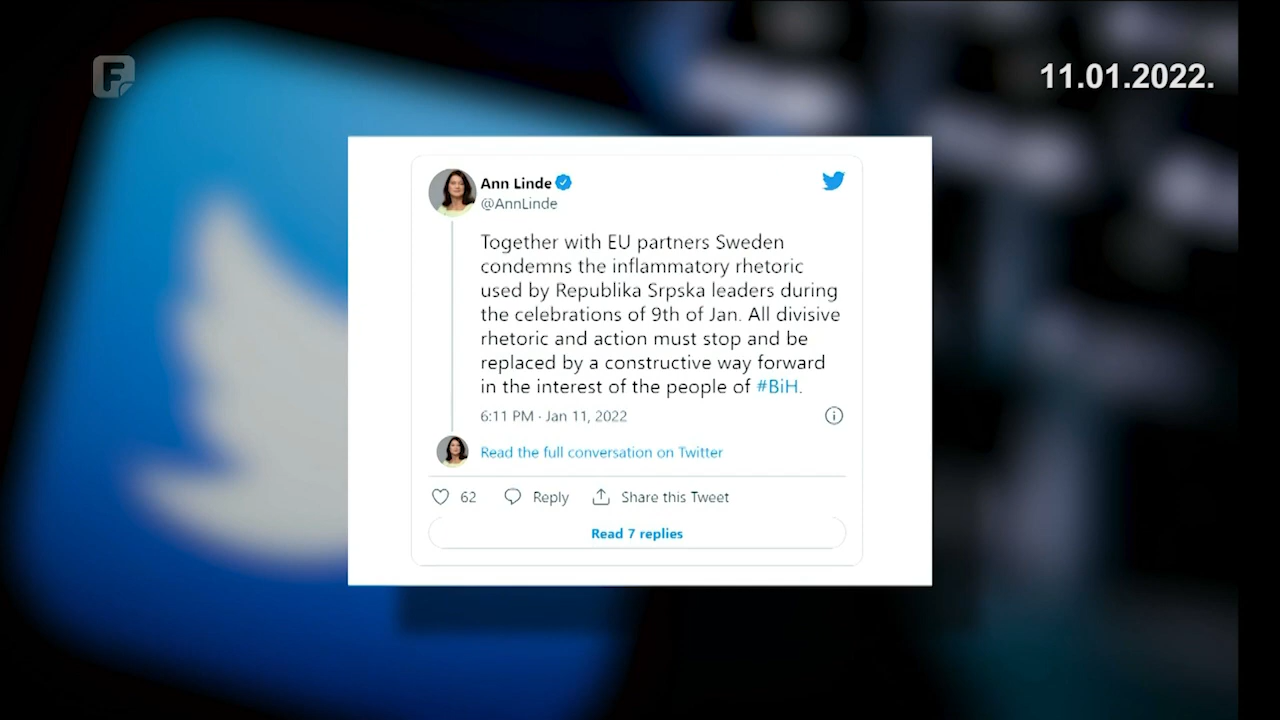 F
11.01.2022.
Ann Linde
@AnnLinde
Together with EU partners Sweden
condemns the inflammatory rhetoric
used by Republika Srpska leaders during
the celebrations of 9th of Jan. All divisive
rhetoric and action must stop and be
replaced by a constructive way forward
in the interest of the people of #BiH.
6:11 PM · Jan 11, 2022
Read the full conversation on Twitter
62 Reply Share this Tweet
Read 7 replies